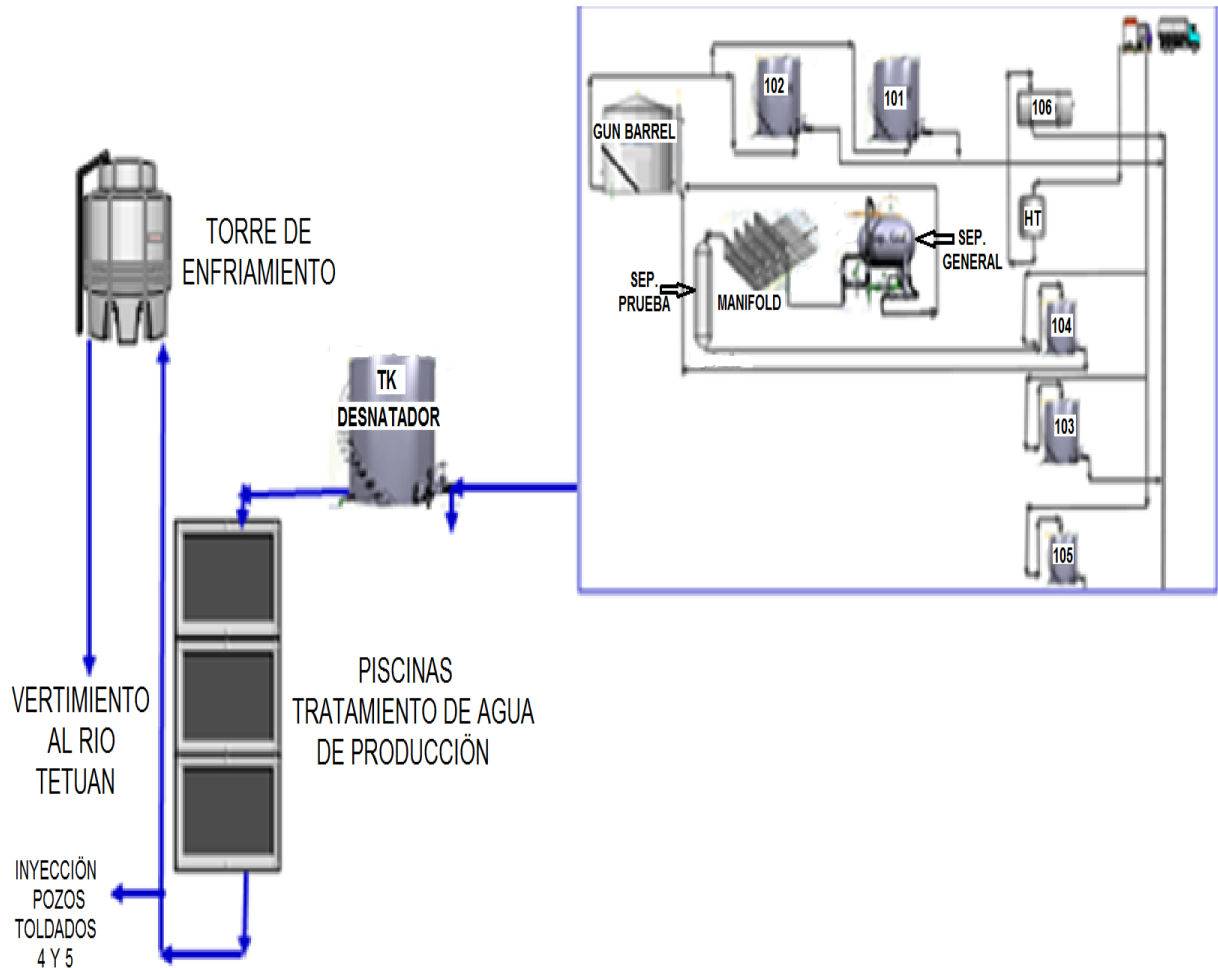 102
101
106
GUN BARREL
HT
SEP.
GENERAL
SEP.
PRUEBA
MANIFOLD
104
103
105
TORRE DE
ENFRIAMIENTO
TK
DESNATADOR
PISCINAS
TRATAMIENTO DE AGUA
DE PRODUCCIÖN
VERTIMIENTO
AL RIO
TETUAN
INYECCIÖN
POZOS
TOLDADOS
4 Y 5